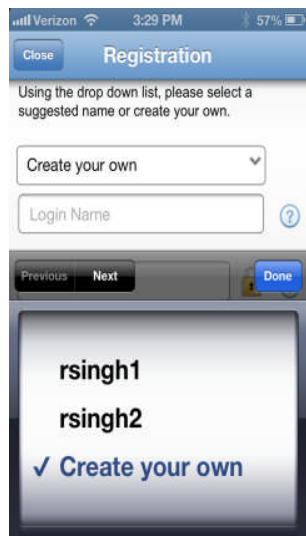 Verizon 3:29 PM 57%
Close Registration
Using the drop down list, please select a
suggested name or create your own.
Create your own
Login Name ?
Previous Next Done
rsingh1
rsingh2
✓ Create your own